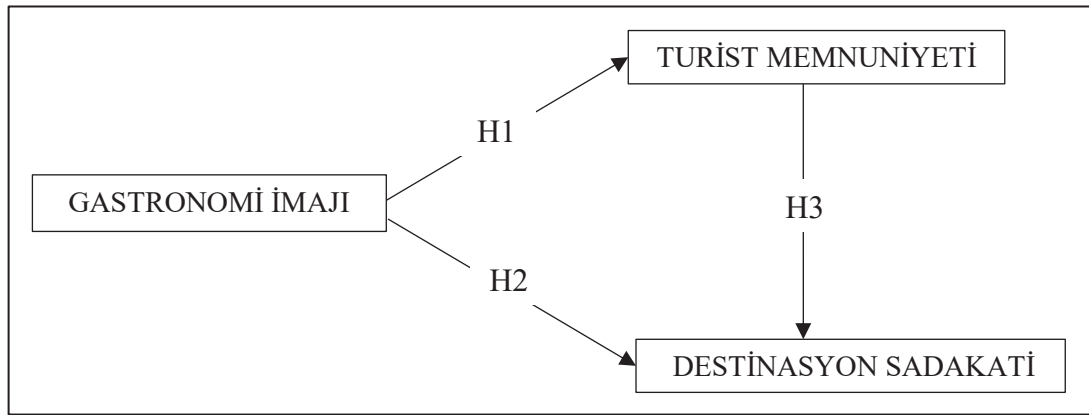 TURİST MEMNUNİYETİ
H1
GASTRONOMİ İMAJI
H3
H2
DESTİNASYON SADAKATİ